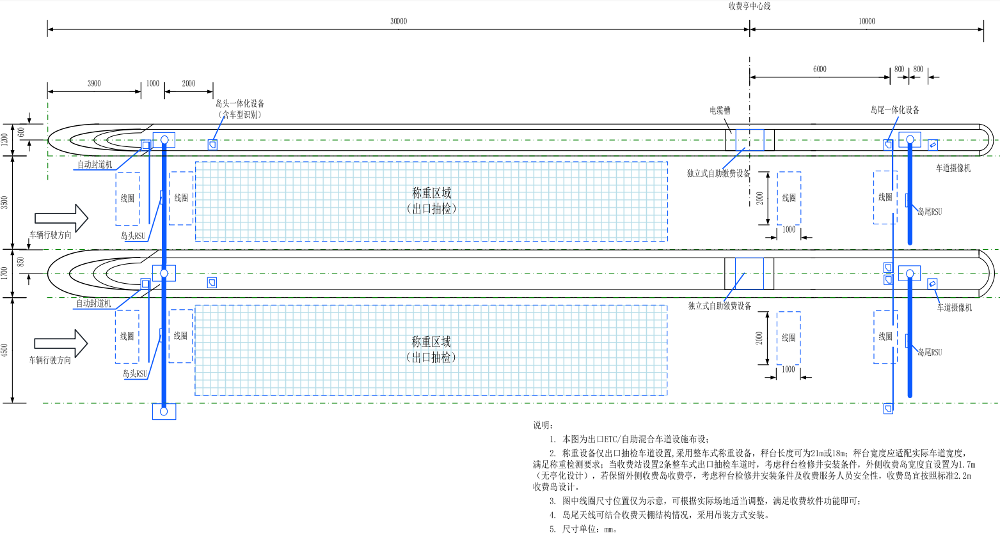 收费亭中心线
30000
10000
6000
800
800
3900
1000
2000
岛头一体化设备
（含车型识别）
电缆槽
岛尾一体化设备
600
1200
自动封道机
独立式自助缴费设备
车道摄像机
3500
线圈
线圈
称重区域
（出口抽检）
2000
线圈
线圈
岛尾RSU
车辆行驶方向
岛头RSU
1000
850
1700
自动封道机
独立式自助缴费设备
车道摄像机
4500
线圈
线圈
称重区域
（出口抽检）
2000
线圈
线圈
岛尾RSU
车辆行驶方向
岛头RSU
1000
说明：
1. 本图为出口ETC/自助混合车道设施布设；
2. 称重设备仅出口抽检车道设置,采用整车式称重设备，秤台长度可为21m或18m；秤台宽度应适配实际车道宽度，
满足称重检测要求；当收费站设置2条整车式出口抽检车道时，考虑秤台检修井安装条件，外侧收费岛宽度宜设置为1.7m
（无亭化设计），若保留外侧收费岛收费亭，考虑秤台检修井安装条件及收费服务人员安全性，收费岛宜按照标准2.2m
收费岛设计。
3. 图中线圈尺寸位置仅为示意，可根据实际场地适当调整，满足收费软件功能即可；
4. 岛尾天线可结合收费天棚结构情况，采用吊装方式安装。
5. 尺寸单位：mm。